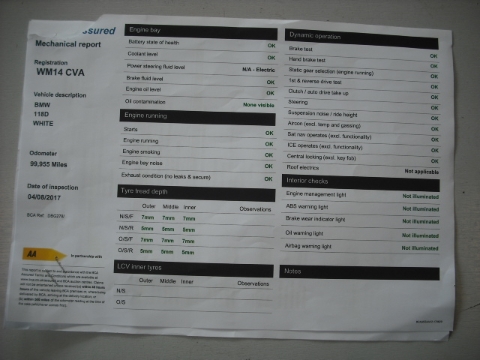 ssured
Mechanical report
Registration
WM14 CVA
Vehicle description
BMW
118D
WHITE
Odometer
99,955 Miles
Date of inspection
04/08/2017
BCA Ref:
AA
in partnership with
Engine bay
Battery state of health OK
Coolant level OK
Power steering fluid level N/A - Electric
Brake fluid level OK
Engine oil level OK
Oil contamination None visible
Engine running
Starts OK
Engine running OK
Engine smoking OK
Engine bay noise OK
Exhaust condition (no leaks & secure) OK
Tyre tread depth
Outer Middle Inner Observations
N/S/F 7mm 7mm 7mm
N/S/R 6mm 6mm 6mm
O/S/F 7mm 7mm 7mm
O/S/R 5mm 5mm 5mm
LCV inner tyres
Outer Middle Inner Observations
N/S
O/S
Dynamic operation
Brake test OK
Hand brake test OK
Static gear selection (engine running) OK
1st & reverse drive test OK
Clutch / auto drive take up OK
Steering OK
Suspension noise / ride height OK
Aircon (excl. temp and gassing) OK
Sat nav operates (excl. functionality) OK
ICE operates (excl. functionality) OK
Central locking (excl. key fob) OK
Roof electrics Not applicable
Interior checks
Engine management light Not illuminated
ABS warning light Not illuminated
Brake wear indicator light Not illuminated
Oil warning light Not illuminated
Airbag warning light Not illuminated
Notes